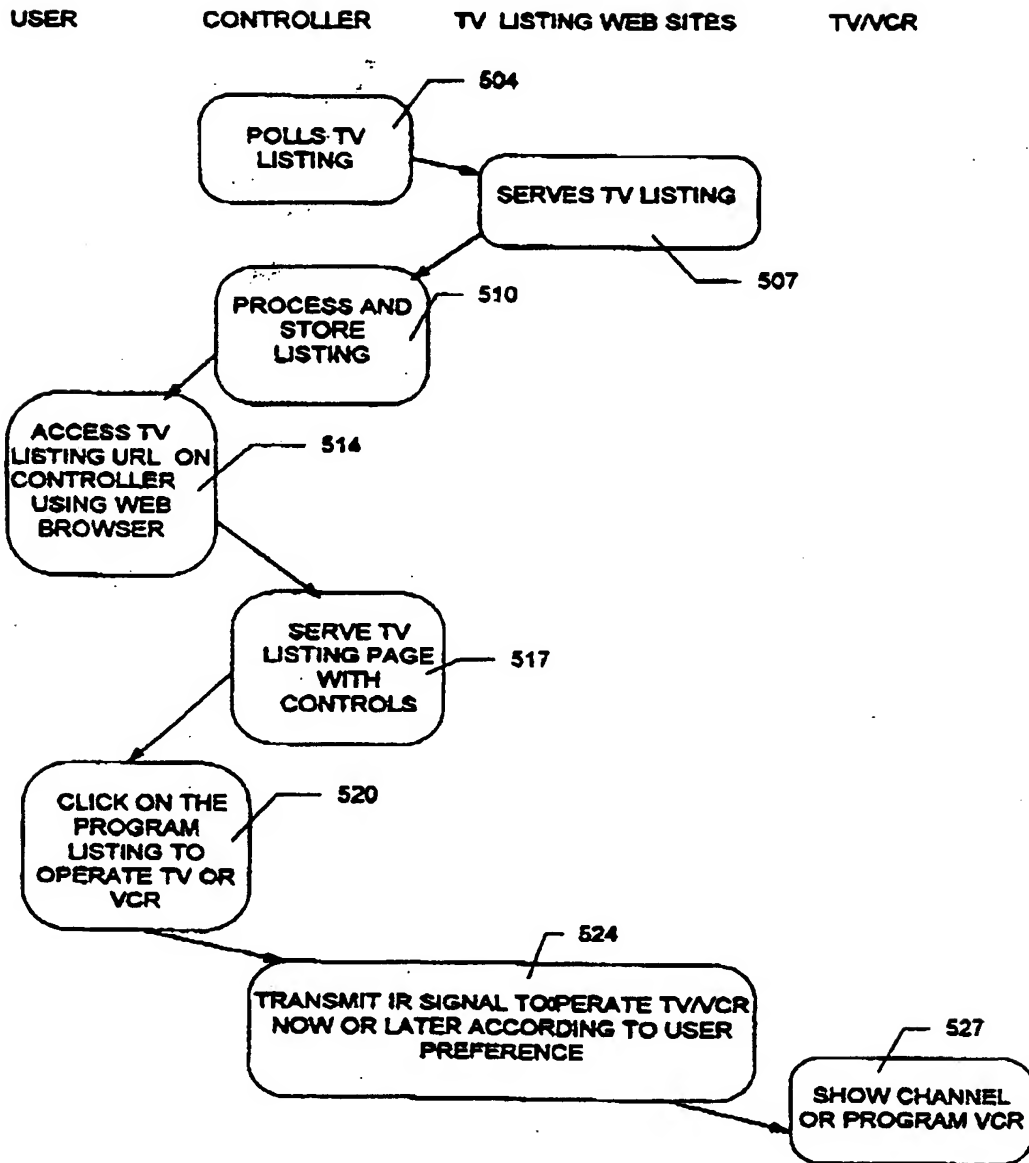 USER CONTROLLER TV LISTING WEB SITES TV/VCR
504
POLLS TV
LISTING
SERVES TV LISTING
507
PROCESS AND
STORE
LISTING
510
ACCESS TV
LISTING URL ON
CONTROLLER
USING WEB
BROWSER
514
SERVE TV
LISTING PAGE
WITH
CONTROLS
517
CLICK ON THE
PROGRAM
LISTING TO
OPERATE TV OR
VCR
520
524
TRANSMIT IR SIGNAL TO OPERATE TV/VCR
NOW OR LATER ACCORDING TO USER
PREFERENCE
527
SHOW CHANNEL
OR PROGRAM VCR